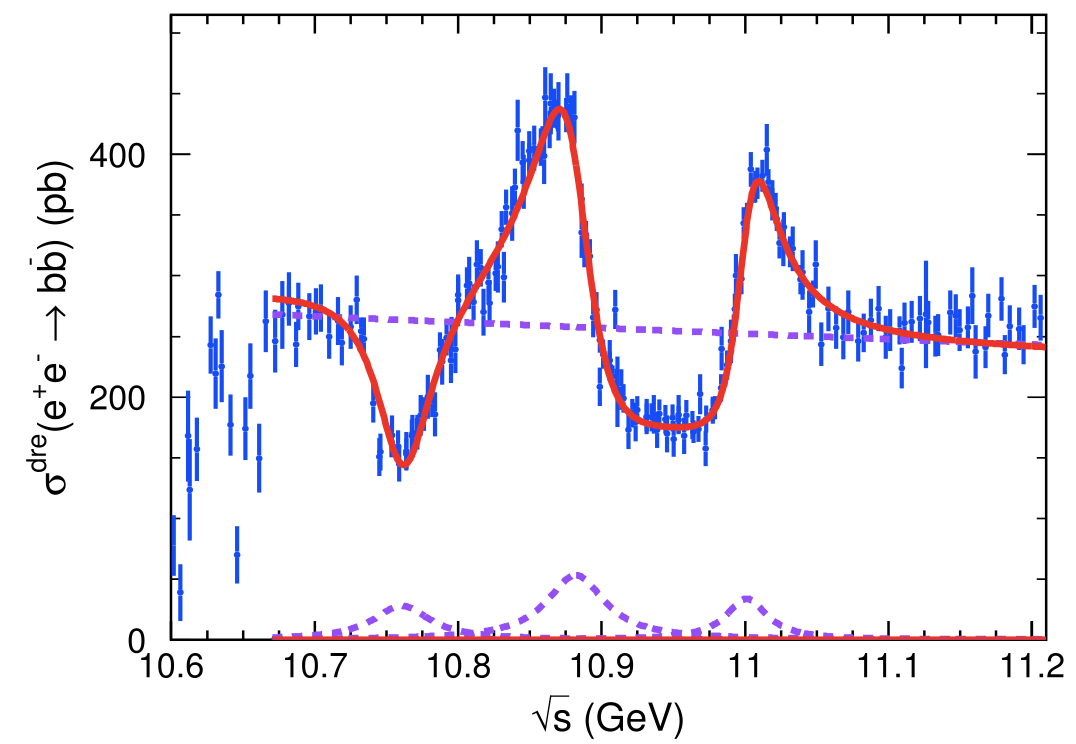 σ^dre(e⁺e⁻ → bb̄) (pb)
400
200
0
10.6 10.7 10.8 10.9 11 11.1 11.2
√s (GeV)